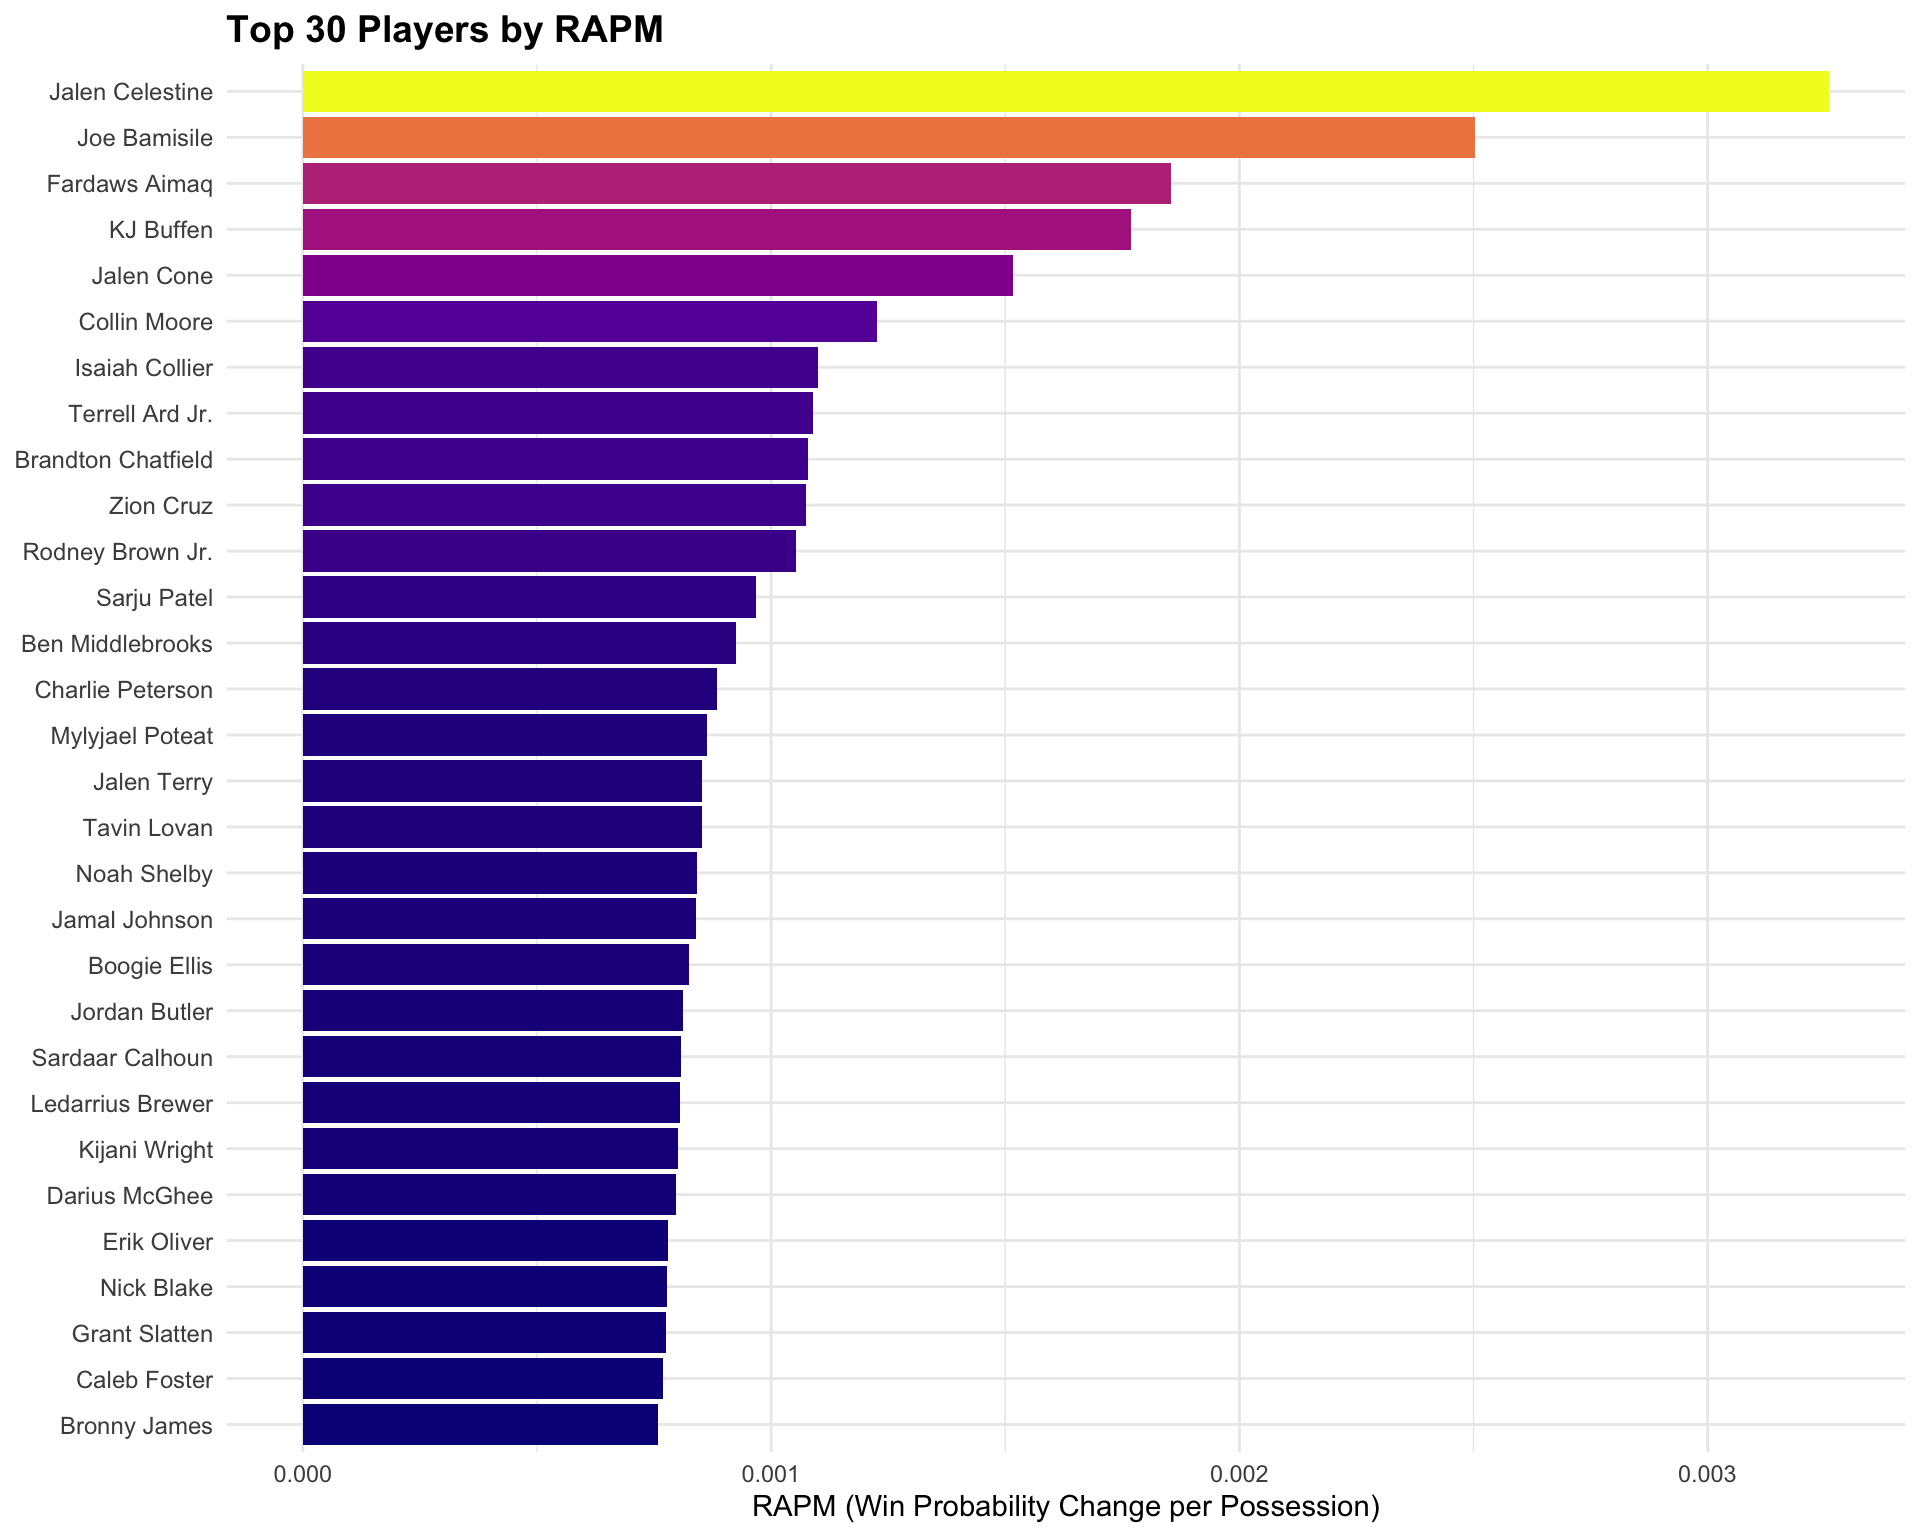 Top 30 Players by RAPM
Jalen Celestine
Joe Bamisile
Fardaws Aimaq
KJ Buffen
Jalen Cone
Collin Moore
Isaiah Collier
Terrell Ard Jr.
Brandton Chatfield
Zion Cruz
Rodney Brown Jr.
Sarju Patel
Ben Middlebrooks
Charlie Peterson
Mylyjael Poteat
Jalen Terry
Tavin Lovan
Noah Shelby
Jamal Johnson
Boogie Ellis
Jordan Butler
Sardaar Calhoun
Ledarrius Brewer
Kijani Wright
Darius McGhee
Erik Oliver
Nick Blake
Grant Slatten
Caleb Foster
Bronny James
0.000 0.001 0.002 0.003
RAPM (Win Probability Change per Possession)